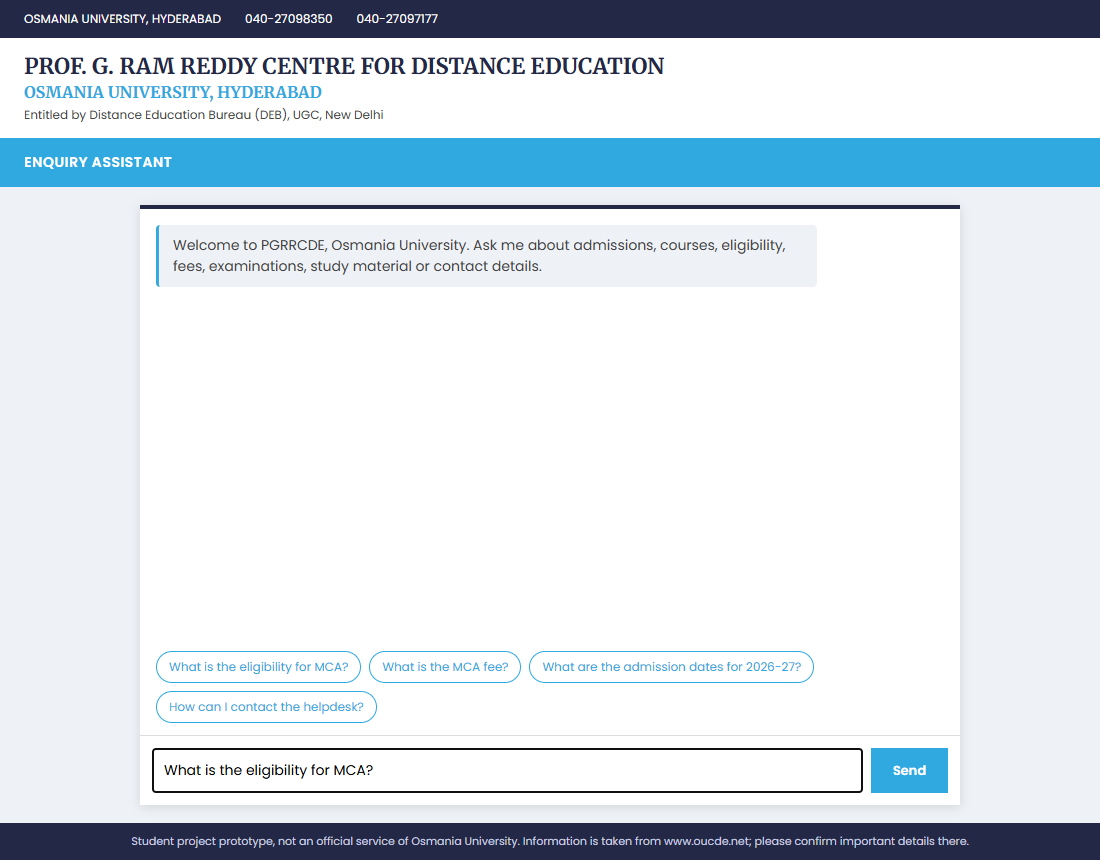 OSMANIA UNIVERSITY, HYDERABAD 040-27098350 040-27097177
PROF. G. RAM REDDY CENTRE FOR DISTANCE EDUCATION
OSMANIA UNIVERSITY, HYDERABAD
Entitled by Distance Education Bureau (DEB), UGC, New Delhi
ENQUIRY ASSISTANT
Welcome to PGRRCDE, Osmania University. Ask me about admissions, courses, eligibility,
fees, examinations, study material or contact details.
What is the eligibility for MCA? What is the MCA fee? What are the admission dates for 2026-27?
How can I contact the helpdesk?
What is the eligibility for MCA? Send
Student project prototype, not an official service of Osmania University. Information is taken from www.oucde.net; please confirm important details there.